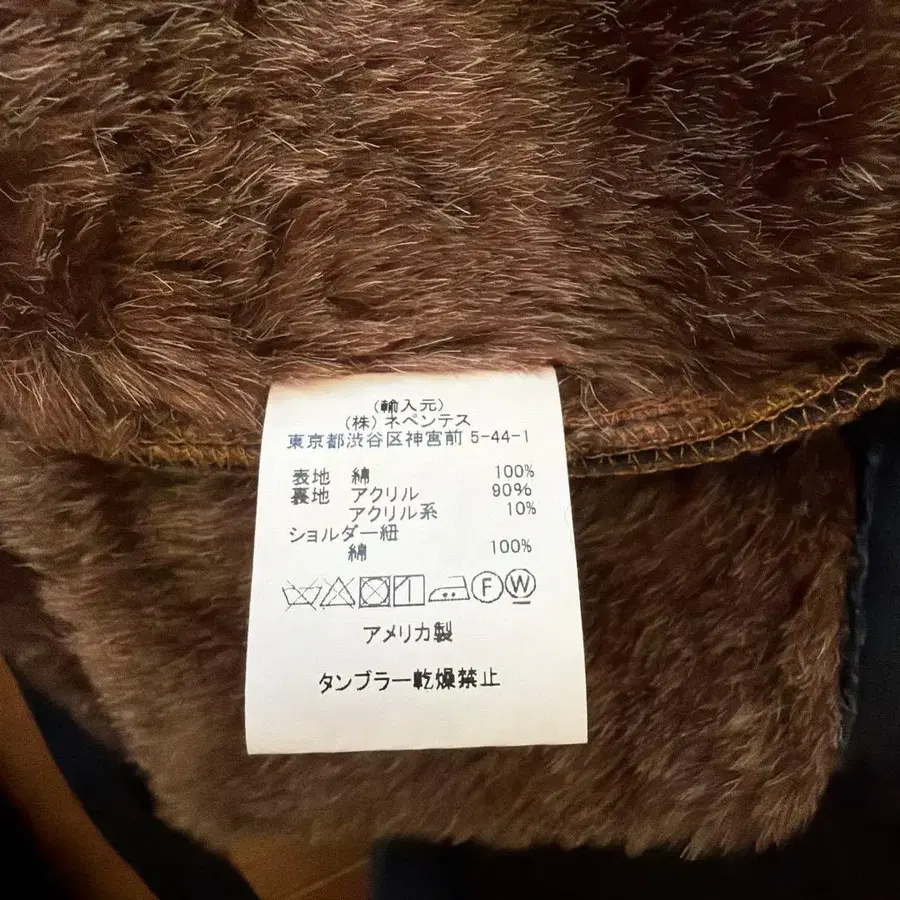 (輸入元)
(株) ネペンテス
東京都渋谷区神宮前 5-44-1
表地 綿 100%
裏地 アクリル 90%
アクリル系 10%
ショルダー紐
綿 100%
F W
アメリカ製
タンブラー乾燥禁止